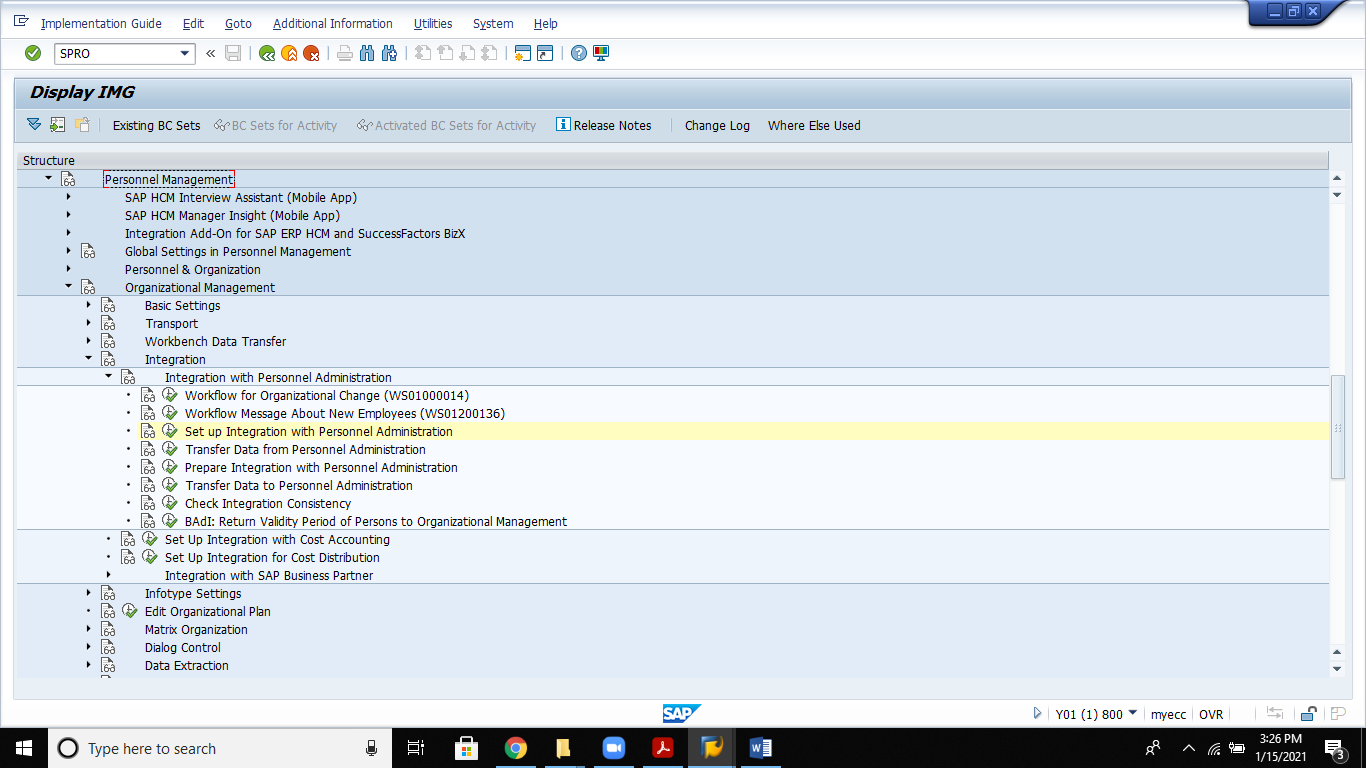 Implementation Guide Edit Goto Additional Information Utilities System Help
SPRO
Display IMG
Existing BC Sets BC Sets for Activity Activated BC Sets for Activity Release Notes Change Log Where Else Used
Structure
Personnel Management
SAP HCM Interview Assistant (Mobile App)
SAP HCM Manager Insight (Mobile App)
Integration Add-On for SAP ERP HCM and SuccessFactors BizX
Global Settings in Personnel Management
Personnel & Organization
Organizational Management
Basic Settings
Transport
Workbench Data Transfer
Integration
Integration with Personnel Administration
Workflow for Organizational Change (WS01000014)
Workflow Message About New Employees (WS01200136)
Set up Integration with Personnel Administration
Transfer Data from Personnel Administration
Prepare Integration with Personnel Administration
Transfer Data to Personnel Administration
Check Integration Consistency
BAdI: Return Validity Period of Persons to Organizational Management
Set Up Integration with Cost Accounting
Set Up Integration for Cost Distribution
Integration with SAP Business Partner
Infotype Settings
Edit Organizational Plan
Matrix Organization
Dialog Control
Data Extraction
SAP Y01 (1) 800 myecc OVR
Type here to search
3:26 PM
1/15/2021
3